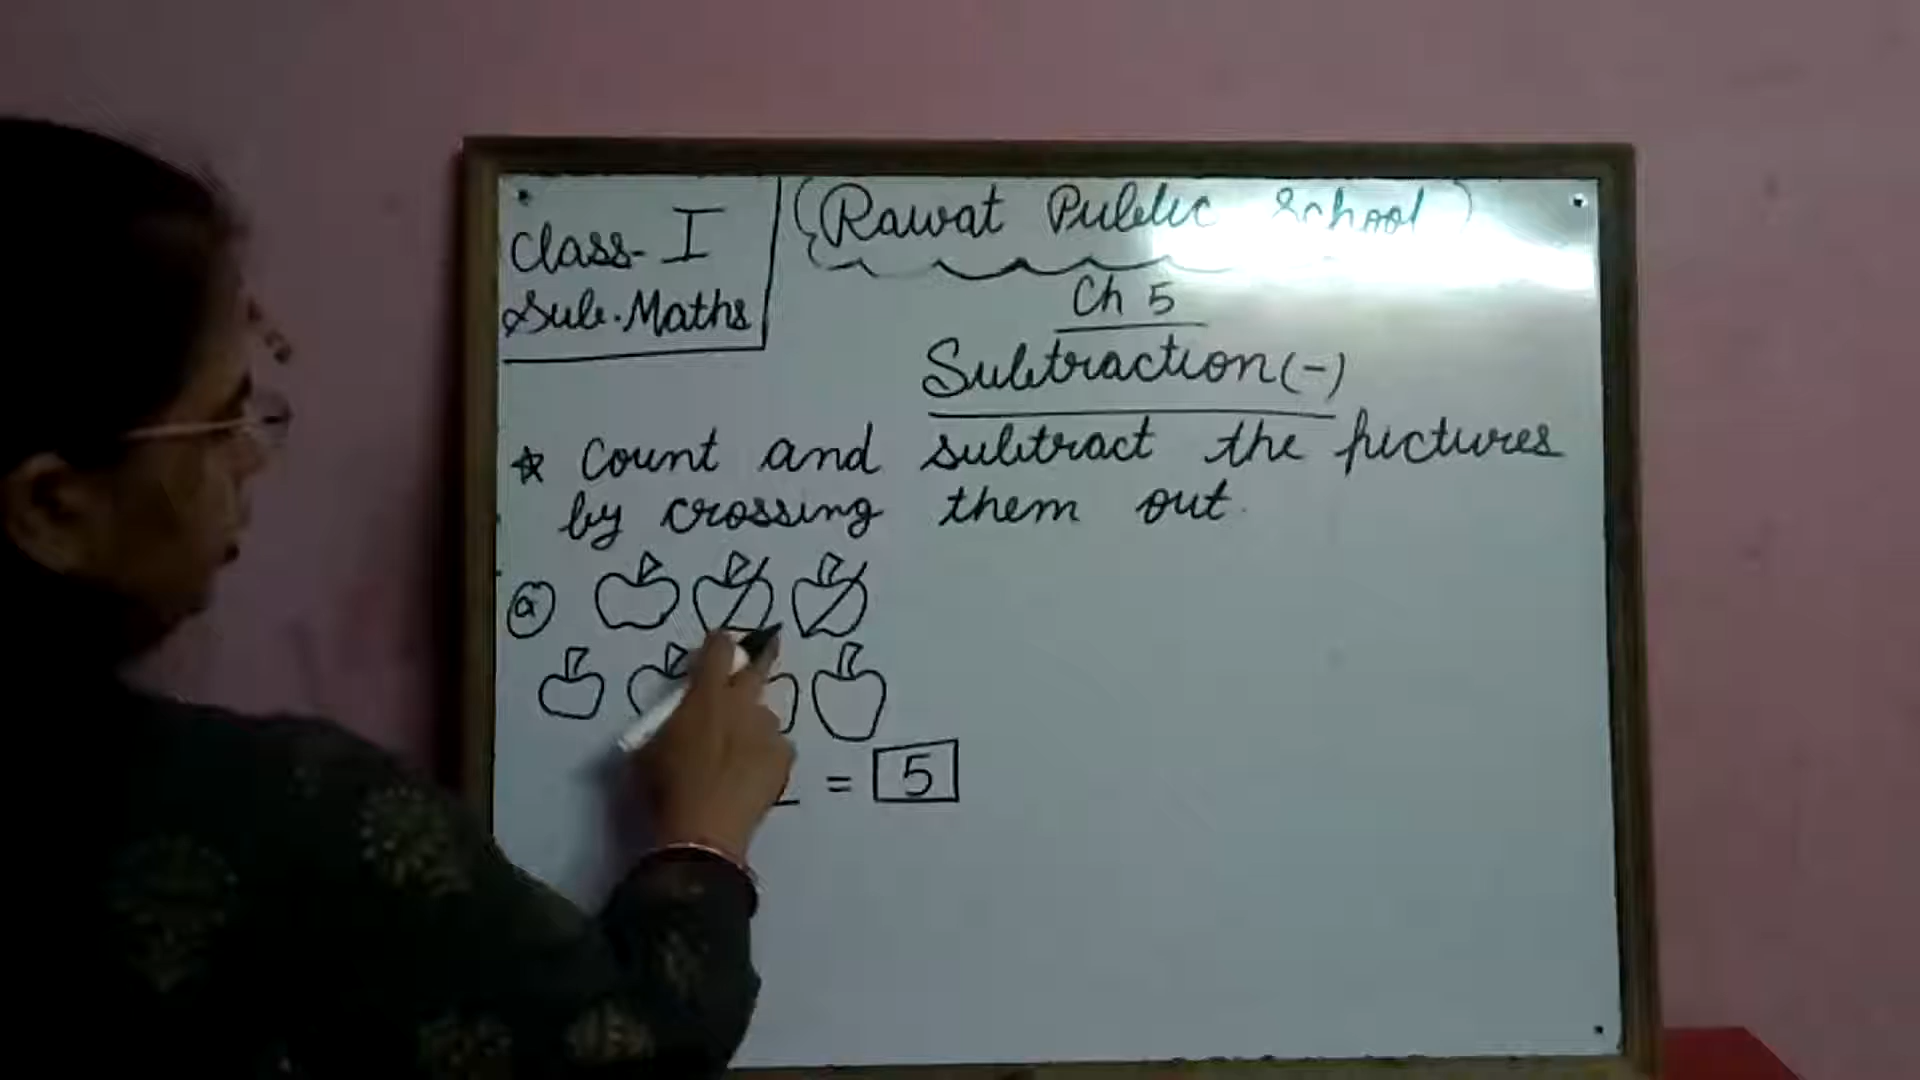 Class- I
Sub. Maths
(Rawat Public School)
Ch 5
Subtraction (-)
☆ Count and subtract the pictures
by crossing them out.
a
= 5